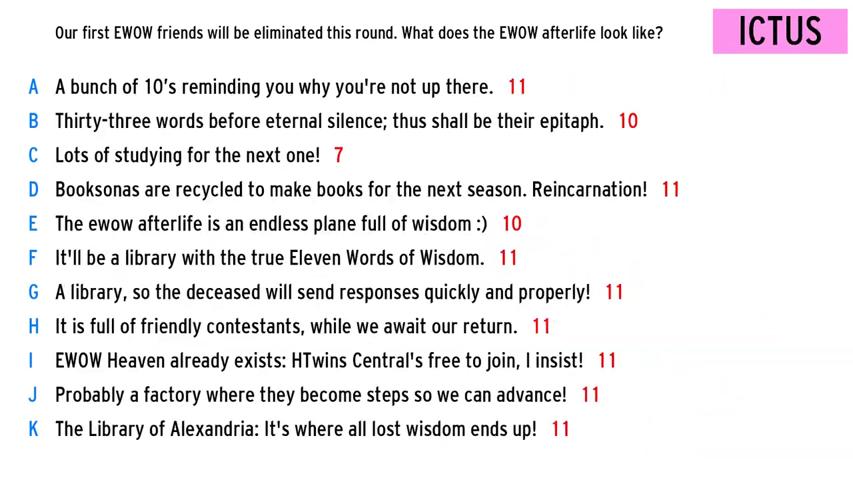 Our first EWOW friends will be eliminated this round. What does the EWOW afterlife look like?
ICTUS
A A bunch of 10's reminding you why you're not up there. 11
B Thirty-three words before eternal silence; thus shall be their epitaph. 10
C Lots of studying for the next one! 7
D Booksonas are recycled to make books for the next season. Reincarnation! 11
E The ewow afterlife is an endless plane full of wisdom :) 10
F It'll be a library with the true Eleven Words of Wisdom. 11
G A library, so the deceased will send responses quickly and properly! 11
H It is full of friendly contestants, while we await our return. 11
I EWOW Heaven already exists: HTwins Central's free to join, I insist! 11
J Probably a factory where they become steps so we can advance! 11
K The Library of Alexandria: It's where all lost wisdom ends up! 11